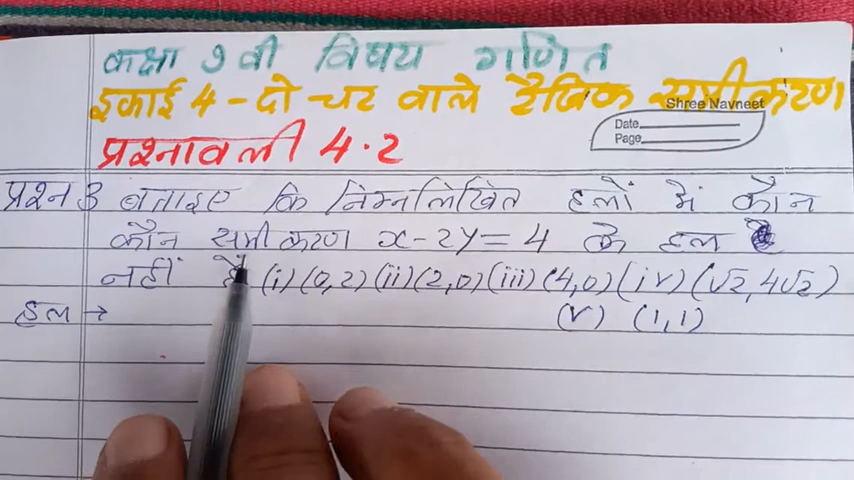 कक्षा 9 वी विषय गणित
इकाई 4 - दो चर वाले रैखिक समीकरण
Shree Navneet
Date
Page
प्रश्नावली 4.2
प्रश्न 3 बताइए कि निम्नलिखित हलों में कौन
कौन समीकरण x-2y=4 के हल
नहीं है (i) (0,2) (ii) (2,0) (iii) (4,0) (iv) (√2, 4√2)
हल → (v) (1,1)